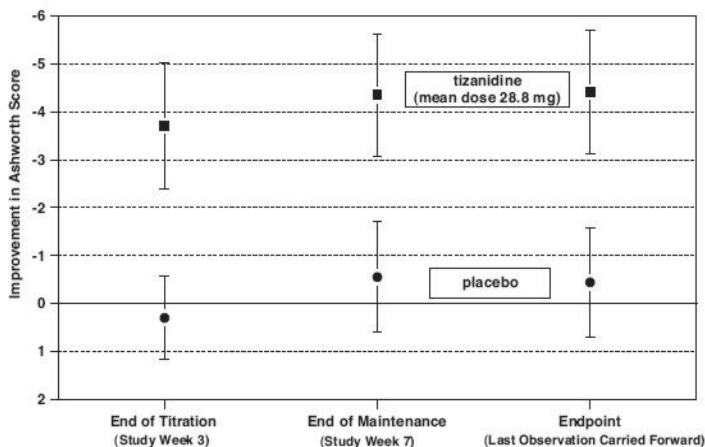 Improvement in Ashworth Score
-6
-5
-4
-3
-2
-1
0
1
2
tizanidine
(mean dose 28.8 mg)
placebo
End of Titration
(Study Week 3)
End of Maintenance
(Study Week 7)
Endpoint
(Last Observation Carried Forward)